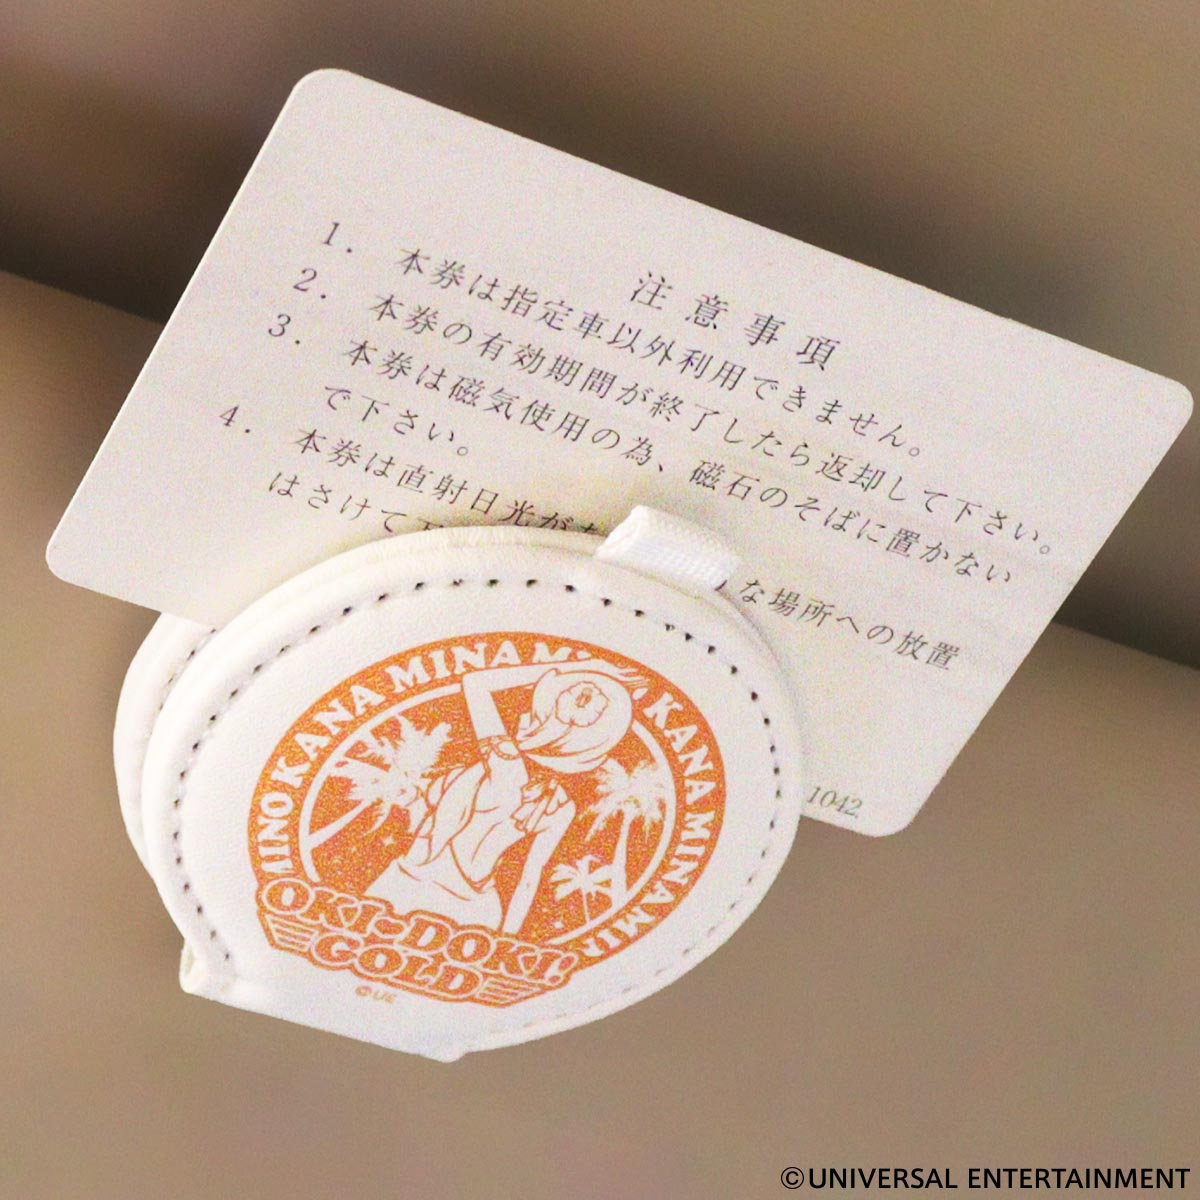 注意事項
1. 本券は指定車以外利用できません。
2. 本券の有効期間が終了したら返却して下さい。
3. 本券は磁気使用の為、磁石のそばに置かない
で下さい。
4. 本券は直射日光が な場所への放置
はさけて
1042
KANA MINA KANA MINA
OKI-DOKI!
GOLD
©UE
©UNIVERSAL ENTERTAINMENT